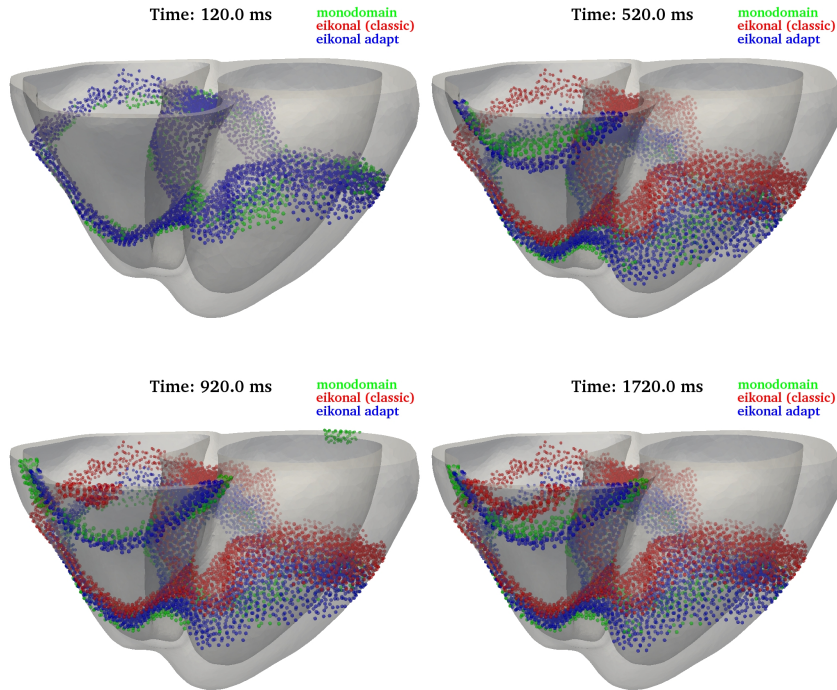 Time: 120.0 ms
monodomain
eikonal (classic)
eikonal adapt
Time: 520.0 ms
monodomain
eikonal (classic)
eikonal adapt
Time: 920.0 ms
monodomain
eikonal (classic)
eikonal adapt
Time: 1720.0 ms
monodomain
eikonal (classic)
eikonal adapt